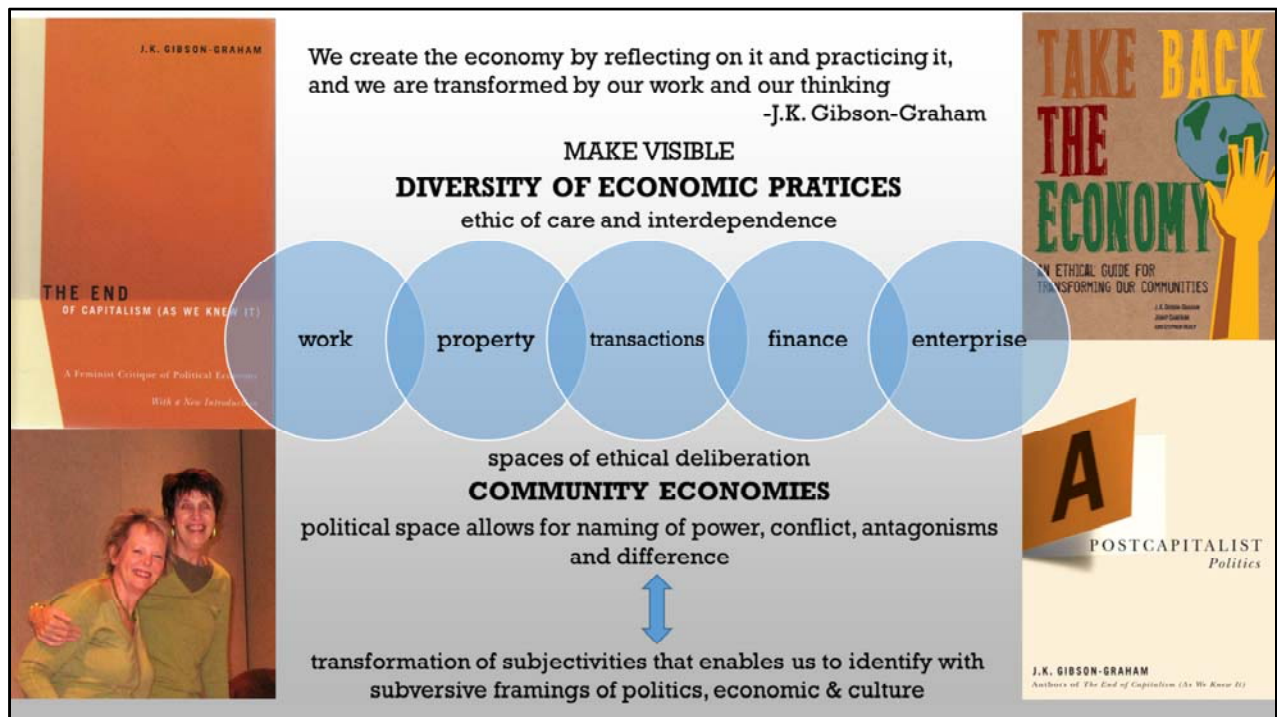 J.K. GIBSON-GRAHAM
THE END
OF CAPITALISM (AS WE KNEW IT)
A Feminist Critique of Political Economy
With a New Introduction
We create the economy by reflecting on it and practicing it,
and we are transformed by our work and our thinking
-J.K. Gibson-Graham
MAKE VISIBLE
DIVERSITY OF ECONOMIC PRATICES
ethic of care and interdependence
work
property
transactions
finance
enterprise
spaces of ethical deliberation
COMMUNITY ECONOMIES
political space allows for naming of power, conflict, antagonisms
and difference
transformation of subjectivities that enables us to identify with
subversive framings of politics, economic & culture
TAKE BACK
THE
ECONOMY
AN ETHICAL GUIDE FOR
TRANSFORMING OUR COMMUNITIES
J.K. GIBSON-GRAHAM
JENNY CAMERON
A
POSTCAPITALIST
Politics
J.K. GIBSON-GRAHAM
Authors of The End of Capitalism (As We Knew It)